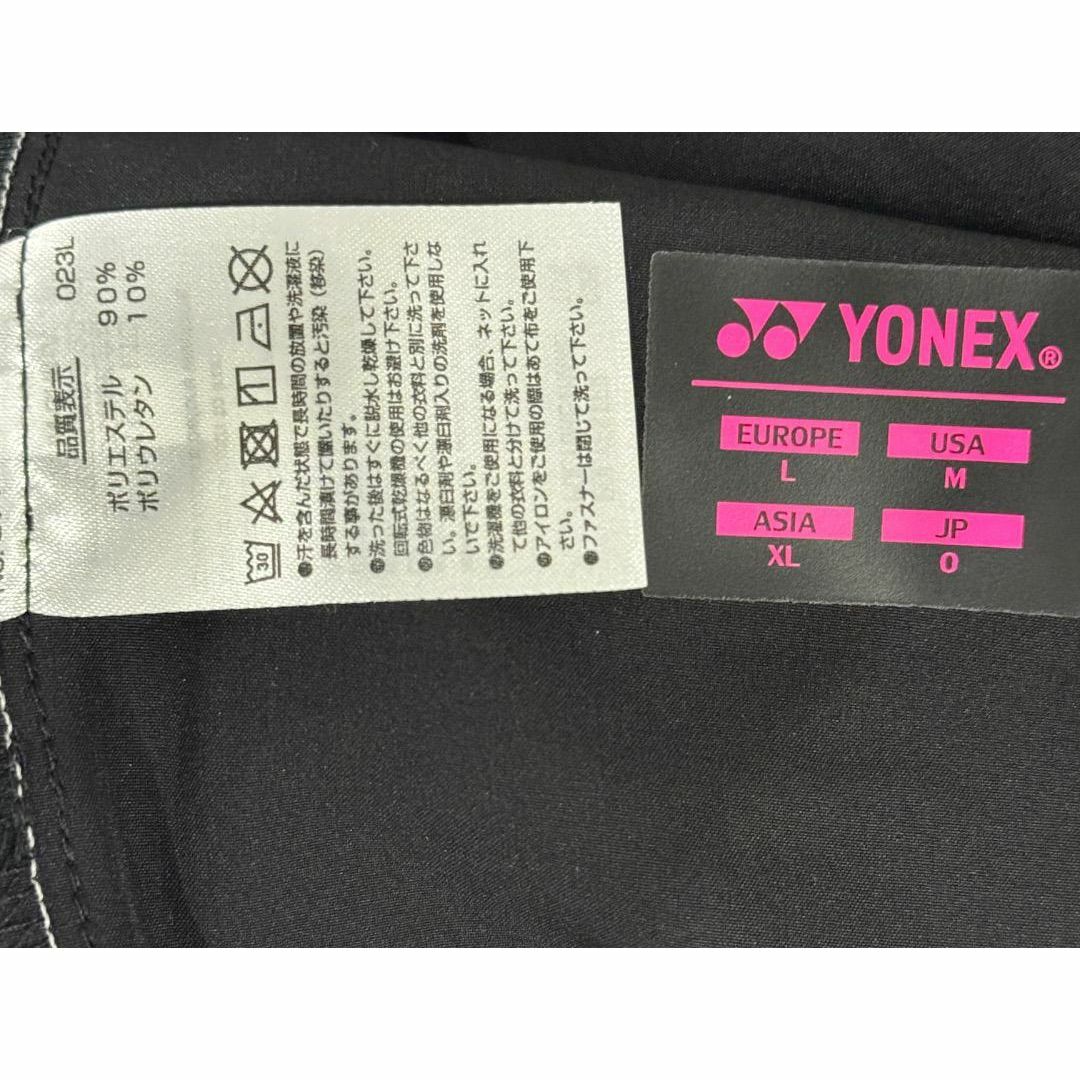 品質表示 023L
ポリエステル 90%
ポリウレタン 10%
30
●汗を含んだ状態で長時間の放置や洗濯液に
長時間漬けて置いたりすると汚染(移染)
する事があります。
●洗った後はすぐに脱水し乾燥して下さい。
回転式乾燥機の使用はお避け下さい。
●色物はなるべく他の衣料と別に洗って下さ
い。漂白剤や漂白剤入りの洗剤を使用しな
いで下さい。
●洗濯機をご使用になる場合、ネットに入れ
て他の衣料と分けて洗って下さい。
●アイロンをご使用の際はあて布をご使用下
さい。
●ファスナーは閉じて洗って下さい。
YONEX®
EUROPE USA
L M
ASIA JP
XL O